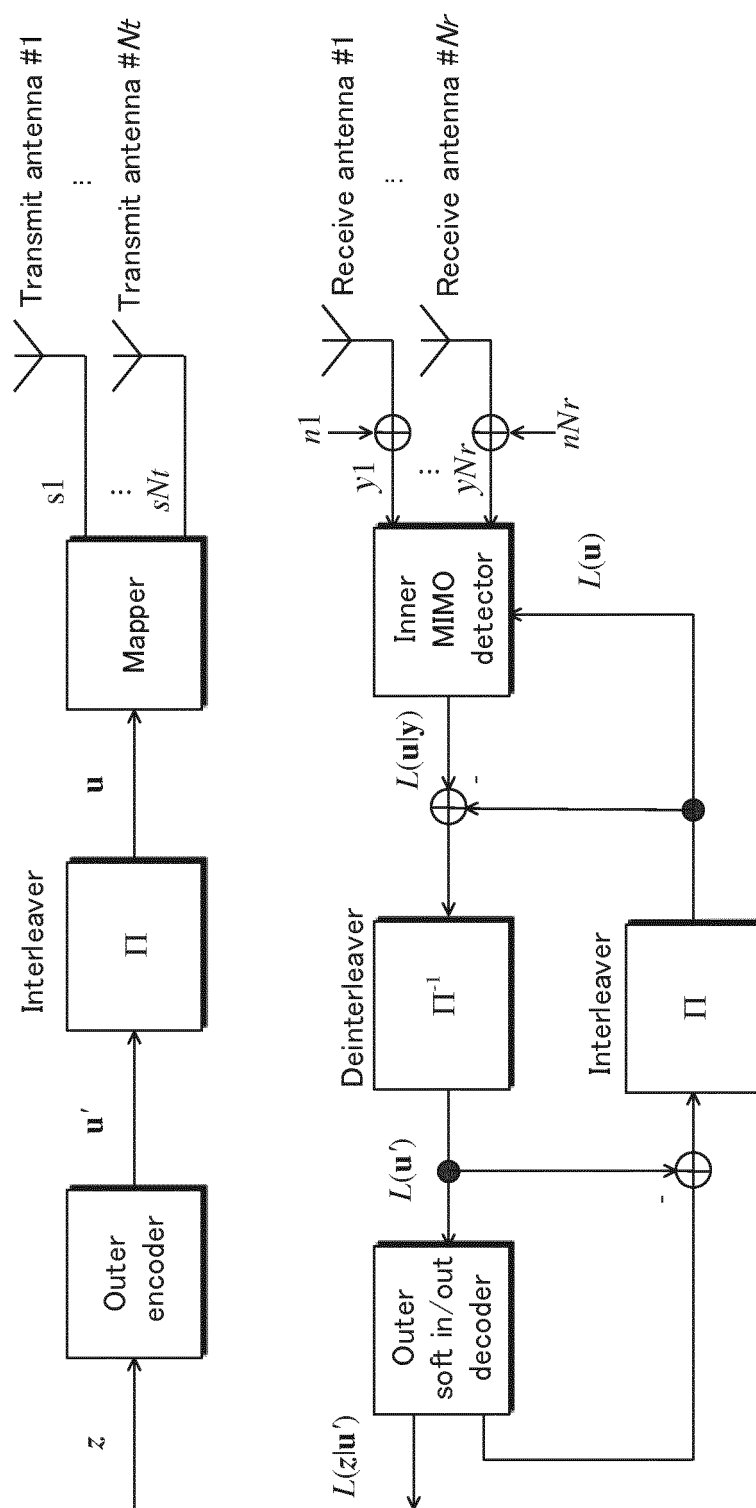 z
Outer
encoder
u'
Interleaver
Π
u
Mapper
s1
⋮
sNt
Transmit antenna #1
⋮
Transmit antenna #Nt
L(z|u')
Outer
soft in/out
decoder
L(u')
Deinterleaver
Π-1
L(u|y)
-
Inner
MIMO
detector
y1
⋮
yNr
n1
nNr
Receive antenna #1
⋮
Receive antenna #Nr
-
Interleaver
Π
L(u)